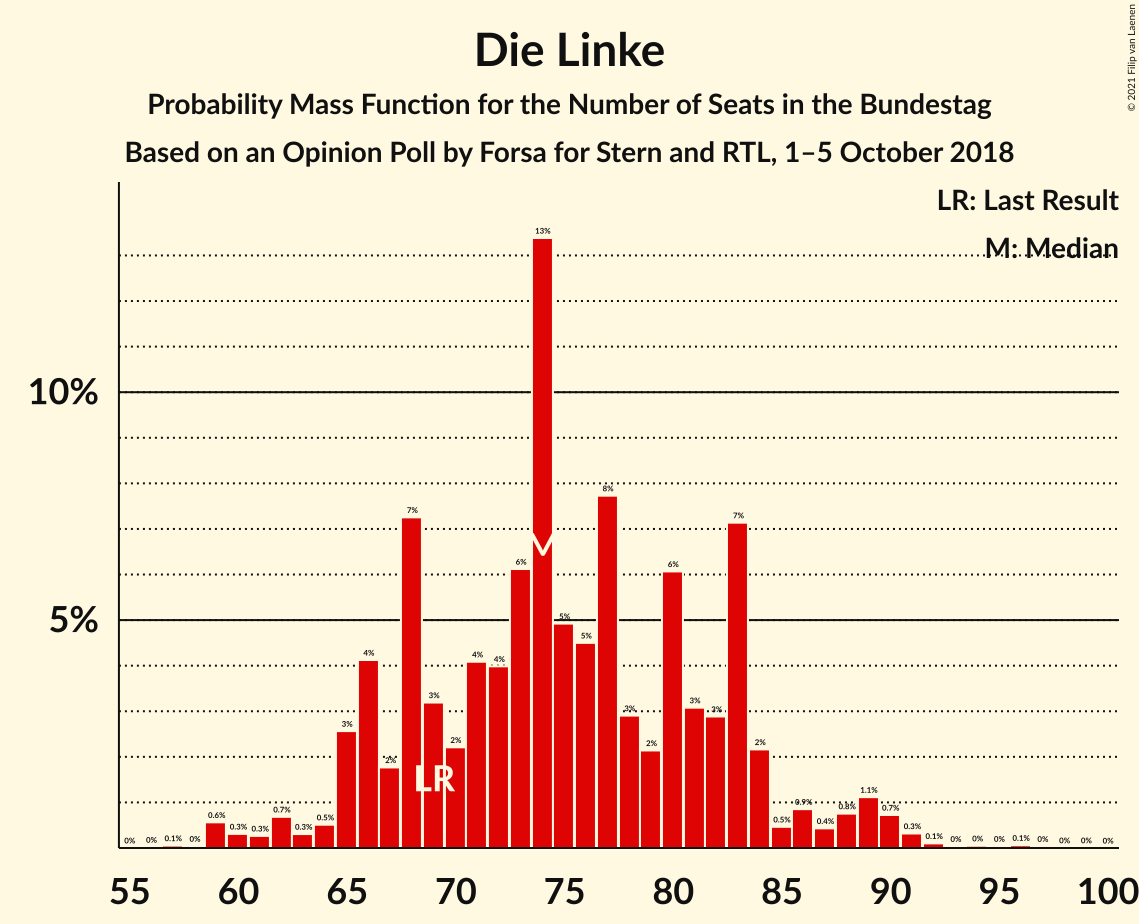 Die Linke
Probability Mass Function for the Number of Seats in the Bundestag
Based on an Opinion Poll by Forsa for Stern and RTL, 1–5 October 2018
© 2021 Filip van Laenen
LR: Last Result
M: Median
10%
5%
0% 0% 0.1% 0% 0.6% 0.3% 0.3% 0.7% 0.3% 0.5% 3% 4% 2% 7% 3% 2% 4% 4% 6% 13% 5% 5% 8% 3% 2% 6% 3% 3% 7% 2% 0.5% 0.9% 0.4% 0.8% 1.1% 0.7% 0.3% 0.1% 0% 0% 0% 0.1% 0% 0% 0% 0%
M
LR
55 60 65 70 75 80 85 90 95 100